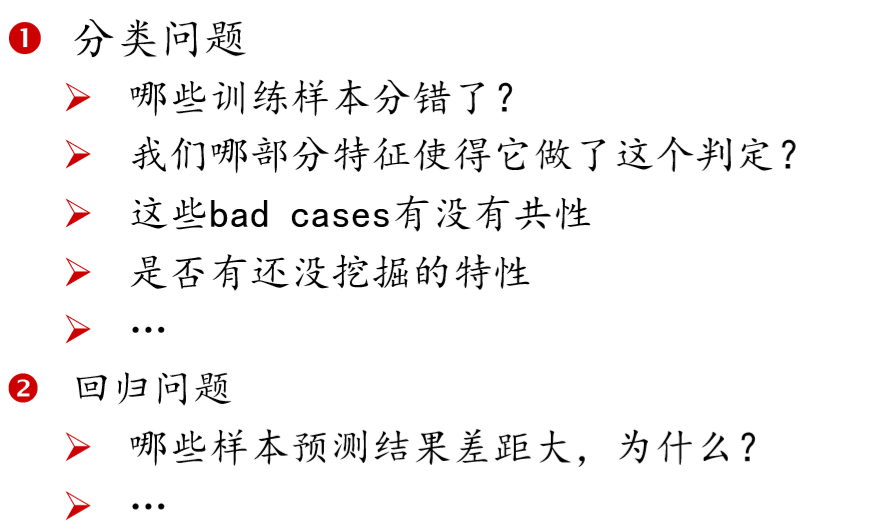 ❶ 分类问题
➢ 哪些训练样本分错了？
➢ 我们哪部分特征使得它做了这个判定？
➢ 这些bad cases有没有共性
➢ 是否有还没挖掘的特性
➢ …
❷ 回归问题
➢ 哪些样本预测结果差距大，为什么？
➢ …